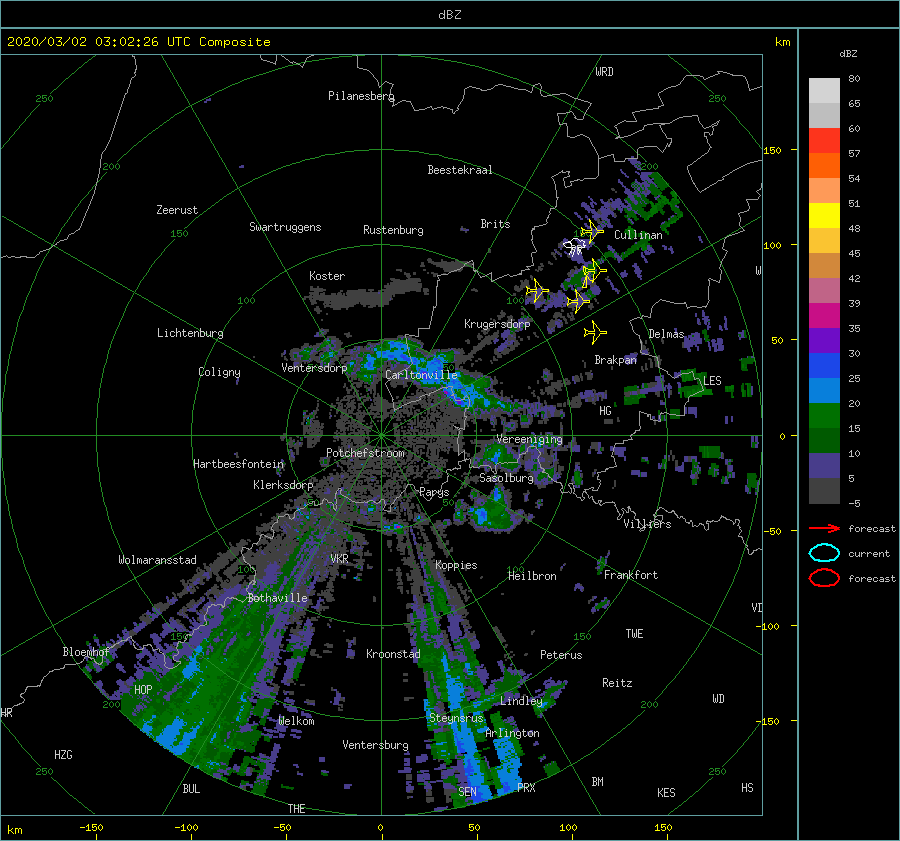 dBZ
2020/03/02 03:02:26 UTC Composite
km
dBZ
WRD
80
250
Pilanesberg
250
65
60
150
57
200
Beestekraal
200
54
Zeerust
51
Swartruggens
Rustenburg
Brits
48
150
Cullinan
100
45
W
Koster
42
100
100
39
Krugersdorp
37
Lichtenburg
Delmas
50
30
Ventersdorp
Brakpan
Coligny
Carltonville
LES
25
20
HG
15
Vereeniging
0
Potchefstroom
10
Hartbeesfontein
Klerksdorp
Sasolburg
5
Parys
50
50
-5
Villiers
forecast
-50
Wolmaransstad
VKR
Koppies
current
100
100
Heilbron
Frankfort
forecast
Bothaville
VD
-100
150
150
TWE
Bloemhof
Kroonstad
Peterus
HOP
Reitz
200
Lindley
200
WD
HR
Welkom
Steynsrus
-150
Arlington
Ventersburg
HZG
250
250
BUL
SEN
PRX
BM
KES
HS
THE
km
-150
-100
-50
0
50
100
150